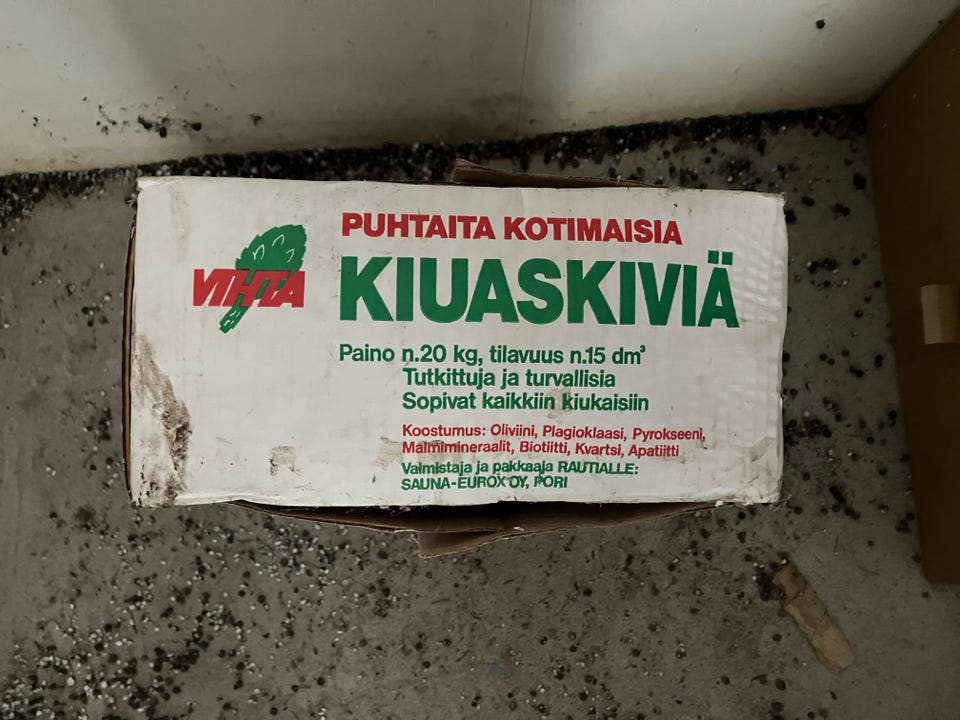 VIHTA
PUHTAITA KOTIMAISIA
KIUASKIVIÄ
Paino n.20 kg, tilavuus n.15 dm³
Tutkittuja ja turvallisia
Sopivat kaikkiin kiukaisiin
Koostumus: Oliviini, Plagioklaasi, Pyrokseeni,
Malmimineraalit, Biotiitti, Kvartsi, Apatiitti
Valmistaja ja pakkaaja RAUTIALLE:
SAUNA-EUROX OY, PORI